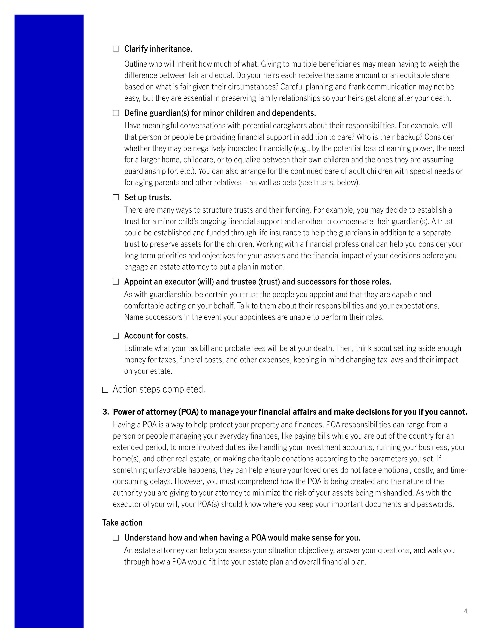 ☐ Clarify inheritance.
Outline who will inherit how much of what. Giving to multiple beneficiaries may mean having to weigh the
difference between fair and equal. Do your heirs each receive the same amount or an equitable share
based on what is fair given their circumstances? Careful planning and frank communication may not be
easy, but they are essential in preserving family relationships so your heirs get along after your death.
☐ Define guardian(s) for minor children and dependents.
Have meaningful conversations with potential caregivers about their responsibilities. For example, will
that person or people be providing financial support in addition to care? Who is their backup? Consider
whether they may be negatively impacted financially (e.g., by the potential loss of earning power, the need
for a larger home, childcare, or to equalize between their own children and the ones they are assuming
guardianship for, etc.). You can also arrange for the continued care of adult children with special needs or
for aging parents and other relatives—as well as pets (see trusts, below).
☐ Set up trusts.
There are many ways to structure trusts and their funding. For example, you may decide to establish a
trust for a minor child's ongoing financial support and another to compensate their guardian(s). A trust
could be established and funded through life insurance to help the guardians in addition to a separate
trust to preserve assets for the children. Working with a financial professional can help you consider your
long-term priorities and objectives for your assets and the financial impact of your decisions before you
engage an estate attorney to put a plan in motion.
☐ Appoint an executor (will) and trustee (trust) and successors for those roles.
As with guardianship, be certain you trust the people you appoint and that they are capable and
comfortable acting on your behalf. Talk to them about their responsibilities and your expectations.
Name successors in the event your appointees are unable to perform their roles.
☐ Account for costs.
Estimate what your tax bill and probate fees will be at your death. Then, think about setting aside enough
money for taxes, funeral costs, and other expenses, keeping in mind changing tax laws and their impact
on your estate.
☐ Action steps completed.
3. Power of attorney (POA) to manage your financial affairs and make decisions for you if you cannot.
Having a POA is a way to help protect your property and finances. POA responsibilities can range from a
person or people managing your everyday finances, like paying bills while you are out of the country for an
extended period, to more involved duties like handling your investment accounts, running your business, your
home(s), and other real estate, or making charitable donations according to the parameters you set. If
something unfavorable happens, they can help ensure your loved ones do not face emotional, costly, and time-
consuming delays. However, you must comprehend how the POA is being created and the nature of the
authority you are giving to your attorney to minimize the risk of your assets being mishandled. As with the
executor of your will, your POA(s) should know where you keep your important documents and passwords.
Take action
☐ Understand how and when having a POA would make sense for you.
An estate attorney can help you assess your situation objectively, answer your questions, and walk you
through how a POA would fit into your estate plan and overall financial plan.
4